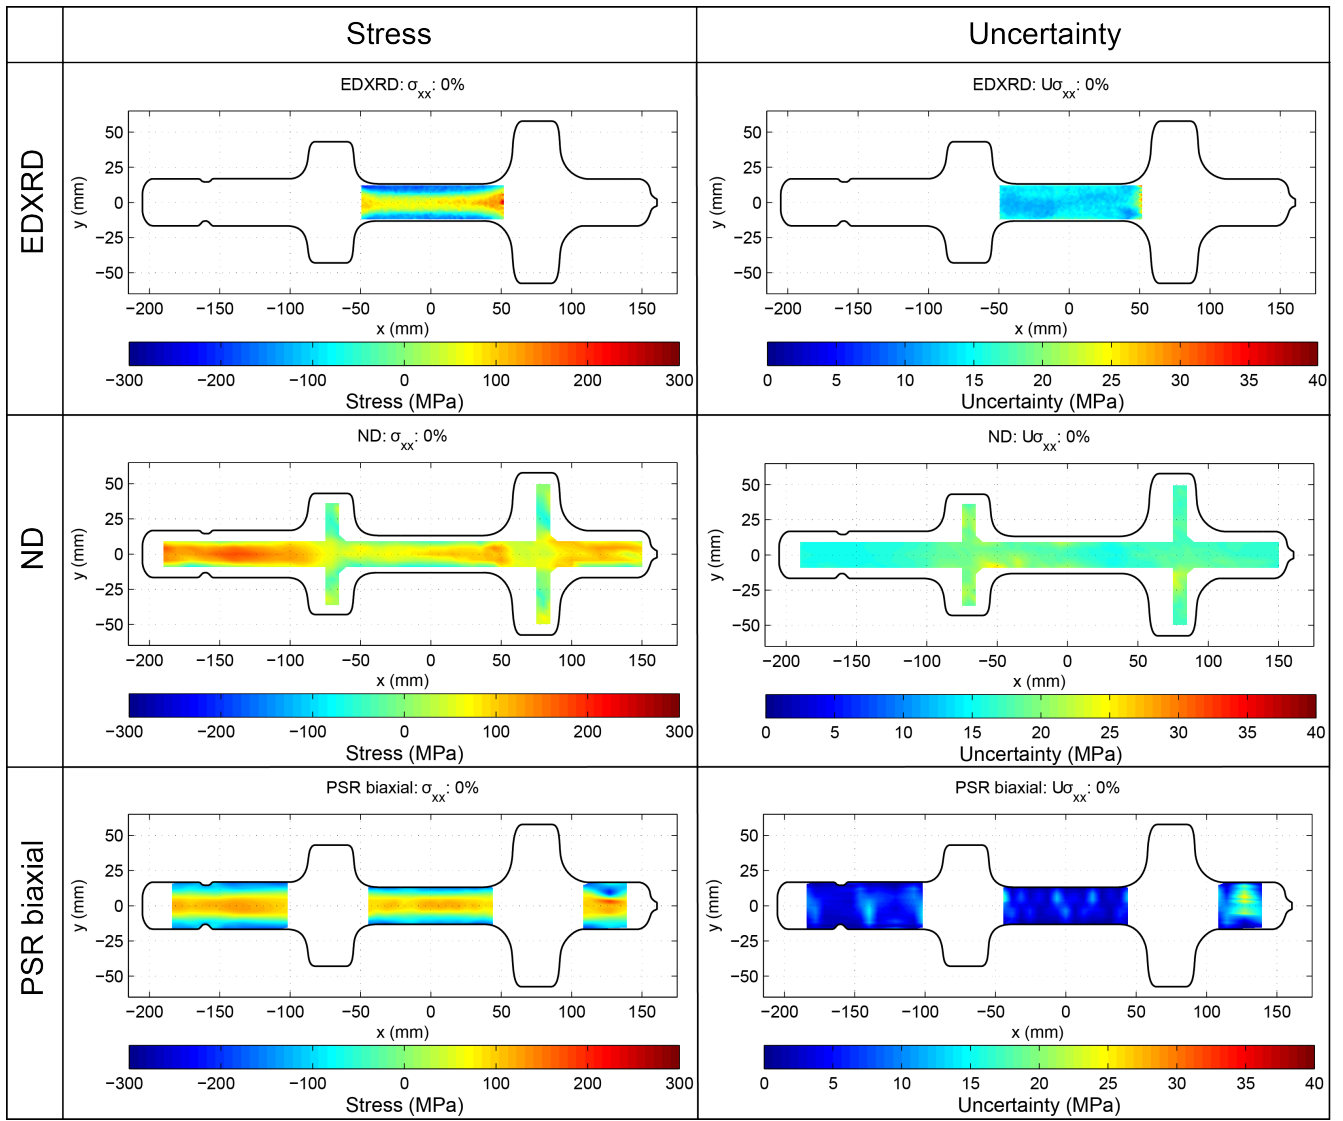 Stress
Uncertainty
EDXRD
EDXRD: σxx: 0%
y (mm)
50
25
0
−25
−50
−200 −150 −100 −50 0 50 100 150
x (mm)
−300 −200 −100 0 100 200 300
Stress (MPa)
EDXRD: Uσxx: 0%
y (mm)
50
25
0
−25
−50
−200 −150 −100 −50 0 50 100 150
x (mm)
0 5 10 15 20 25 30 35 40
Uncertainty (MPa)
ND
ND: σxx: 0%
y (mm)
50
25
0
−25
−50
−200 −150 −100 −50 0 50 100 150
x (mm)
−300 −200 −100 0 100 200 300
Stress (MPa)
ND: Uσxx: 0%
y (mm)
50
25
0
−25
−50
−200 −150 −100 −50 0 50 100 150
x (mm)
0 5 10 15 20 25 30 35 40
Uncertainty (MPa)
PSR biaxial
PSR biaxial: σxx: 0%
y (mm)
50
25
0
−25
−50
−200 −150 −100 −50 0 50 100 150
x (mm)
−300 −200 −100 0 100 200 300
Stress (MPa)
PSR biaxial: Uσxx: 0%
y (mm)
50
25
0
−25
−50
−200 −150 −100 −50 0 50 100 150
x (mm)
0 5 10 15 20 25 30 35 40
Uncertainty (MPa)